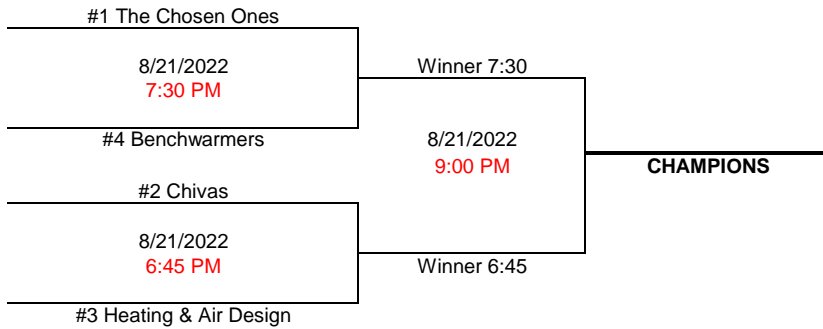 #1 The Chosen Ones
8/21/2022
7:30 PM
Winner 7:30
#4 Benchwarmers
8/21/2022
9:00 PM
CHAMPIONS
#2 Chivas
8/21/2022
6:45 PM
Winner 6:45
#3 Heating & Air Design